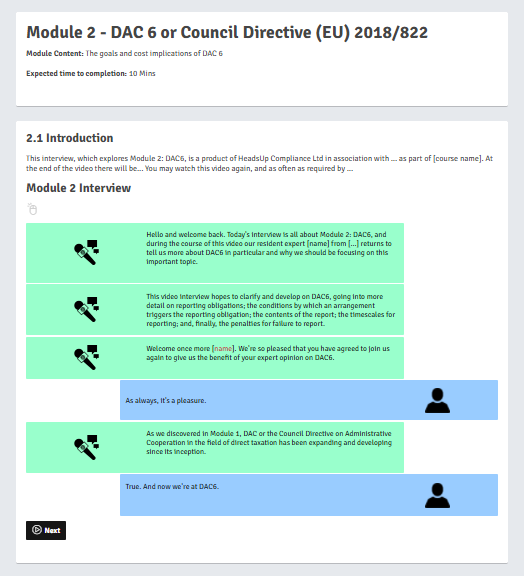 Module 2 - DAC 6 or Council Directive (EU) 2018/822
Module Content: The goals and cost implications of DAC 6
Expected time to completion: 10 Mins
2.1 Introduction
This interview, which explores Module 2: DAC6, is a product of HeadsUp Compliance Ltd in association with ... as part of [course name]. At
the end of the video there will be... You may watch this video again, and as often as required by ...
Module 2 Interview
Hello and welcome back. Today's interview is all about Module 2: DAC6, and
during the course of this video our resident expert [name] from [...] returns to
tell us more about DAC6 in particular and why we should be focusing on this
important topic.
This video interview hopes to clarify and develop on DAC6, going into more
detail on reporting obligations; the conditions by which an arrangement
triggers the reporting obligation; the contents of the report; the timescales for
reporting; and, finally, the penalties for failure to report.
Welcome once more [name]. We're so pleased that you have agreed to join us
again to give us the benefit of your expert opinion on DAC6.
As always, it's a pleasure.
As we discovered in Module 1, DAC or the Council Directive on Administrative
Cooperation in the field of direct taxation has been expanding and developing
since its inception.
True. And now we're at DAC6.
Next